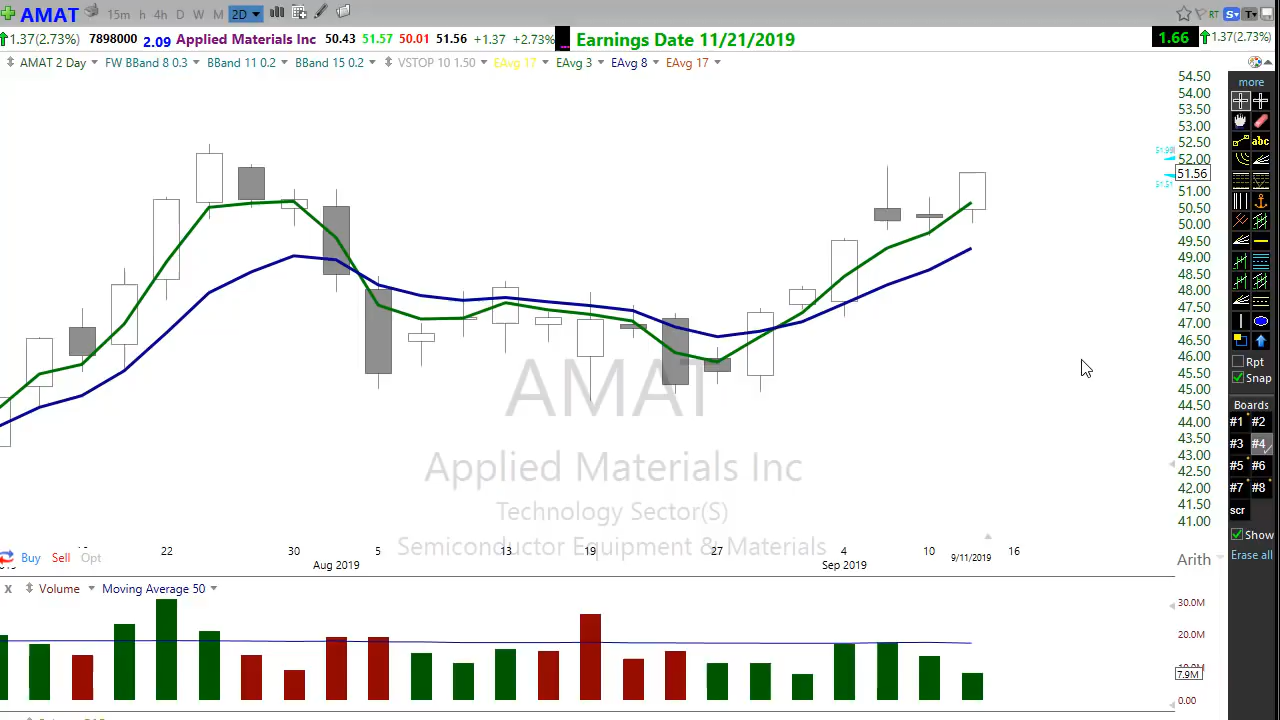 AMAT 15m h 4h D W M 2D RT S T
1.37(2.73%) 7898000 2.09 Applied Materials Inc 50.43 51.57 50.01 51.56 +1.37 +2.73% Earnings Date 11/21/2019 1.66 1.37(2.73%)
AMAT 2 Day FW BBand 8 0.3 BBand 11 0.2 BBand 15 0.2 VSTOP 10 1.50 EAvg 17 EAvg 3 EAvg 8 EAvg 17
more
abc
54.50
54.00
53.50
53.00
52.50
52.00
51.56
51.51
51.00
50.50
50.00
49.50
49.00
48.50
48.00
47.50
47.00
46.50
46.00
45.50
45.00
44.50
44.00
43.50
43.00
42.50
42.00
41.50
41.00
Rpt
Snap
Boards
#1 #2
#3 #4
#5 #6
#7 #8
scr
Show
Erase all
AMAT
Applied Materials Inc
Technology Sector(S)
Semiconductor Equipment & Materials
Buy Sell Opt
22 30 5 13 19 27 4 10 9/11/2019 16
Aug 2019 Sep 2019
Arith
X Volume Moving Average 50
30.0M
20.0M
10.0M
7.9M
0.00